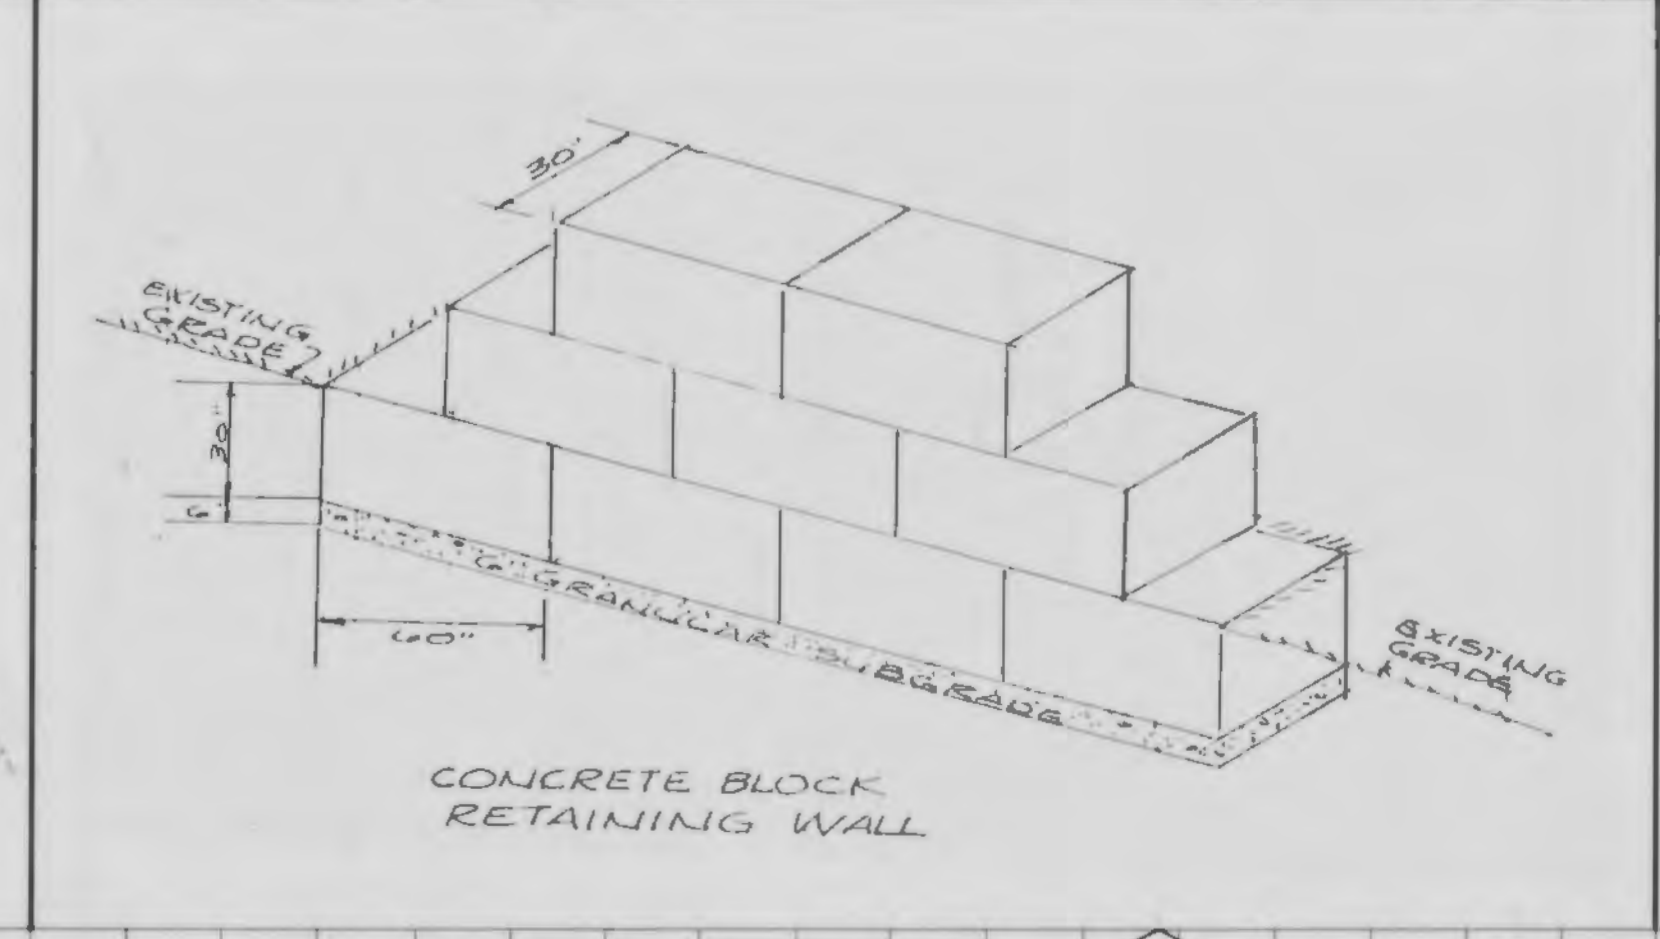 30"
EXISTING
GRADE
30"
6"
60"
6" GRANULAR SUBGRADE
EXISTING
GRADE
CONCRETE BLOCK
RETAINING WALL